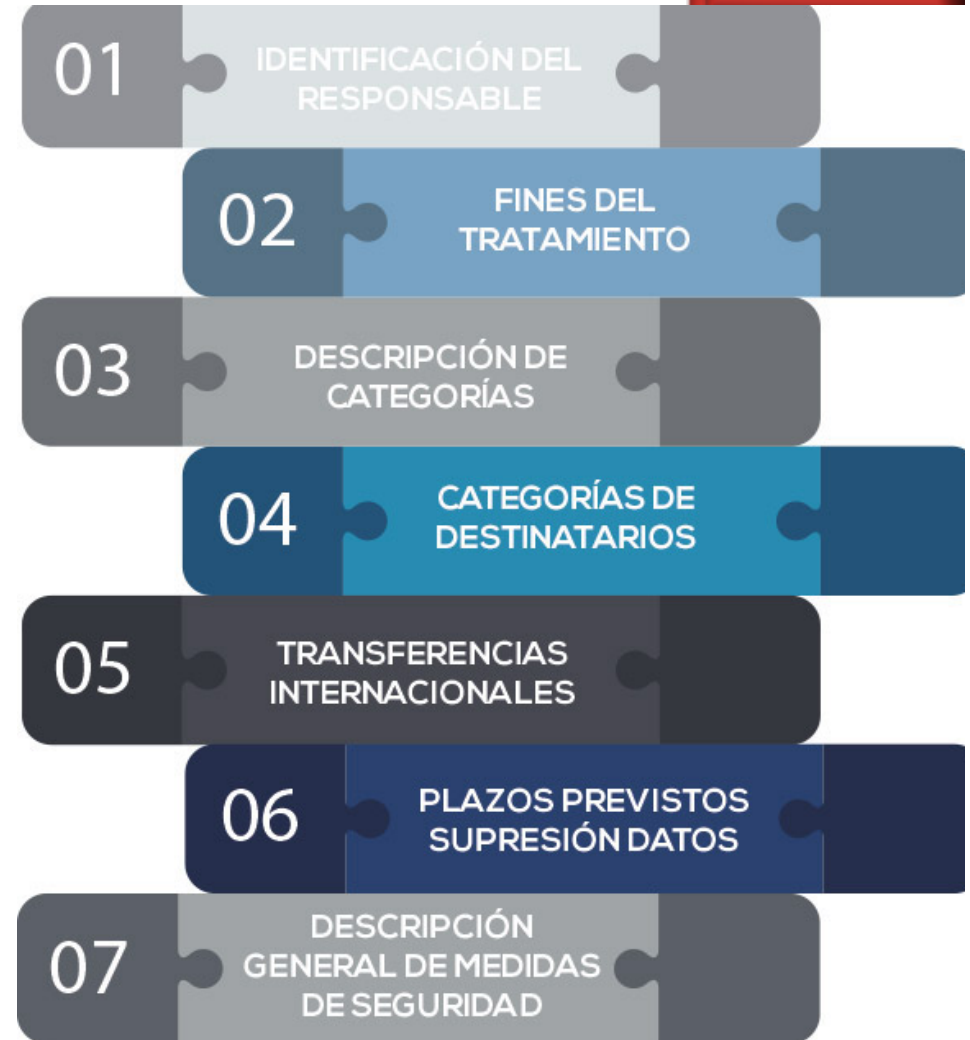 01
IDENTIFICACIÓN DEL
RESPONSABLE
02
FINES DEL
TRATAMIENTO
03
DESCRIPCIÓN DE
CATEGORÍAS
04
CATEGORÍAS DE
DESTINATARIOS
05
TRANSFERENCIAS
INTERNACIONALES
06
PLAZOS PREVISTOS
SUPRESIÓN DATOS
07
DESCRIPCIÓN
GENERAL DE MEDIDAS
DE SEGURIDAD